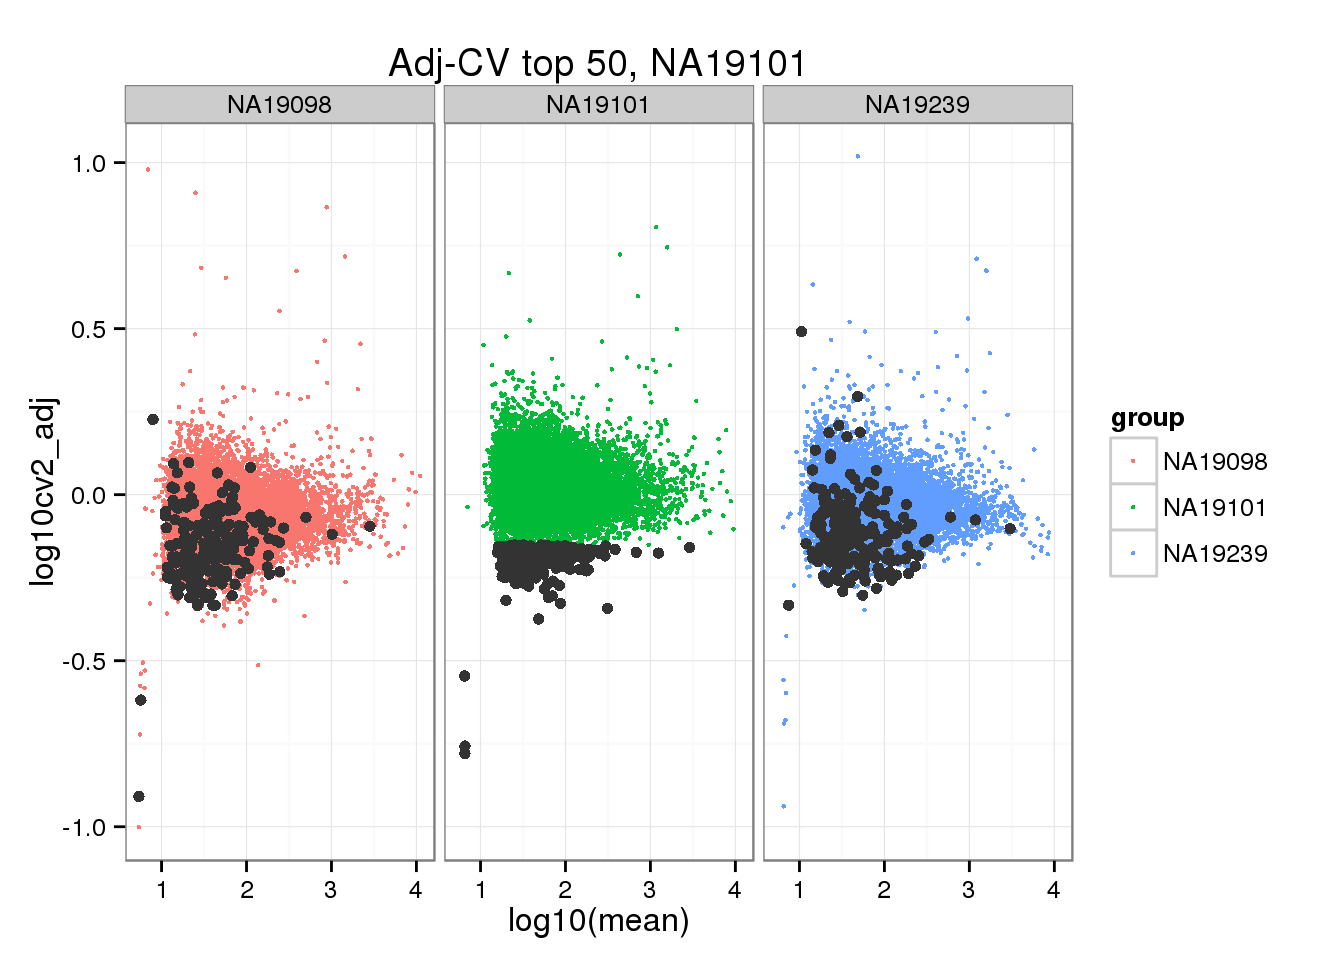 Adj-CV top 50, NA19101
NA19098 NA19101 NA19239
1.0
0.5
0.0
-0.5
-1.0
log10cv2_adj
1 2 3 4 1 2 3 4 1 2 3 4
log10(mean)
group
NA19098
NA19101
NA19239